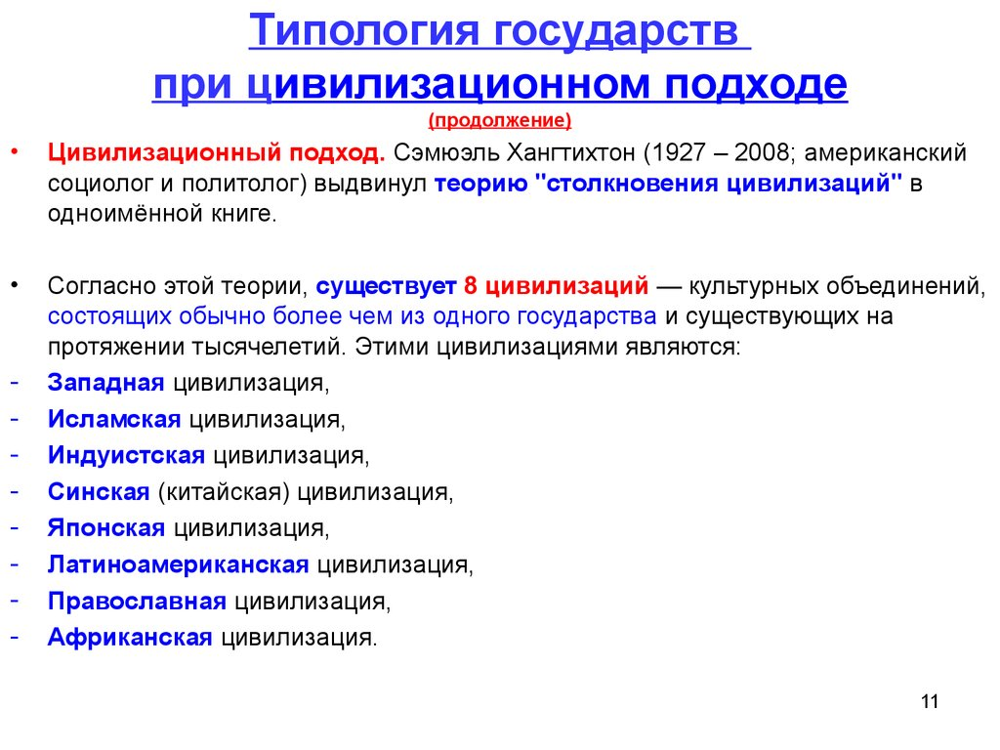 Типология государств
при цивилизационном подходе
(продолжение)
• Цивилизационный подход. Сэмюэль Хангтихтон (1927 – 2008; американский
социолог и политолог) выдвинул теорию "столкновения цивилизаций" в
одноимённой книге.
• Согласно этой теории, существует 8 цивилизаций — культурных объединений,
состоящих обычно более чем из одного государства и существующих на
протяжении тысячелетий. Этими цивилизациями являются:
- Западная цивилизация,
- Исламская цивилизация,
- Индуистская цивилизация,
- Синская (китайская) цивилизация,
- Японская цивилизация,
- Латиноамериканская цивилизация,
- Православная цивилизация,
- Африканская цивилизация.
11